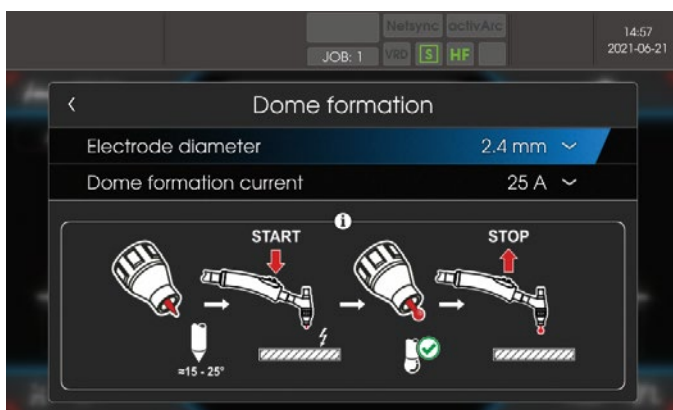 Netsync activArc
14:57
JOB: 1 VRD S HF
2021-06-21
Dome formation
Electrode diameter 2.4 mm
Dome formation current 25 A
START STOP
≈15 - 25°